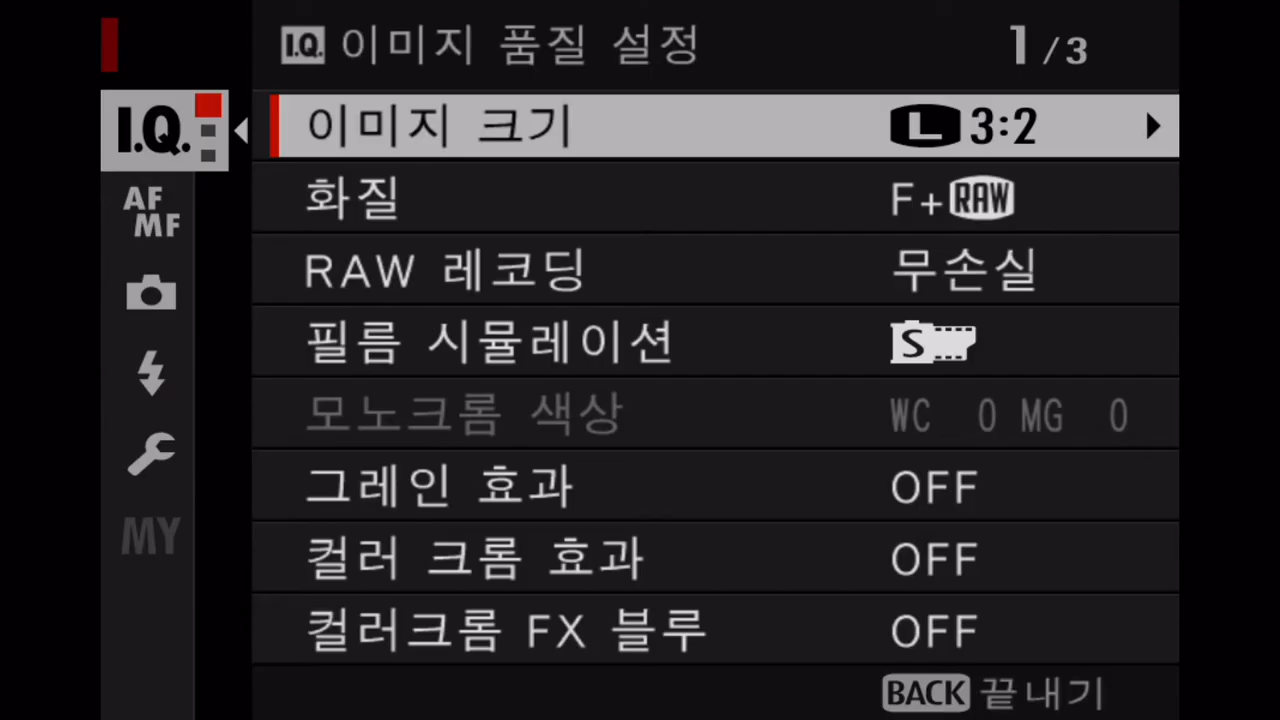 I.Q. 이미지 품질 설정 1/3
I.Q.
이미지 크기 L 3:2
화질 F+RAW
AF
MF
RAW 레코딩 무손실
필름 시뮬레이션 S
모노크롬 색상 WC 0 MG 0
그레인 효과 OFF
MY
컬러 크롬 효과 OFF
컬러크롬 FX 블루 OFF
BACK 끝내기